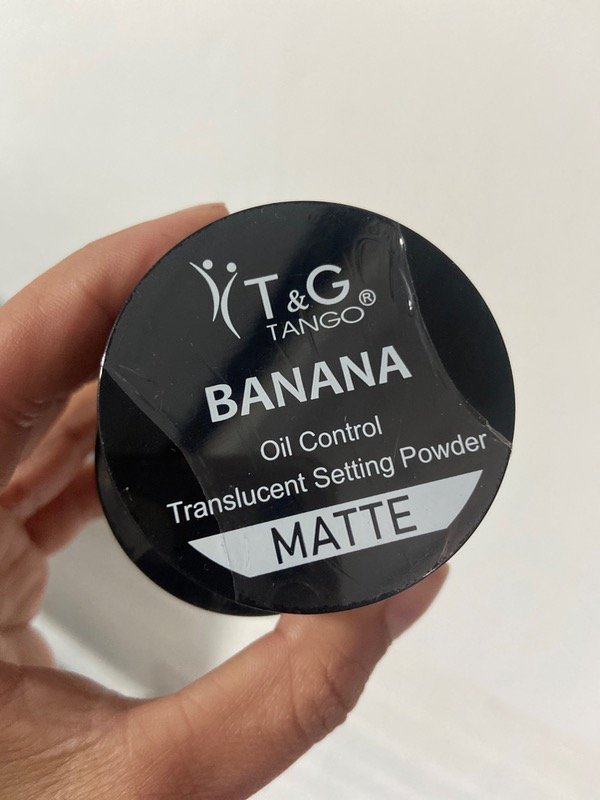 T&G®
TANGO
BANANA
Oil Control
Translucent Setting Powder
MATTE